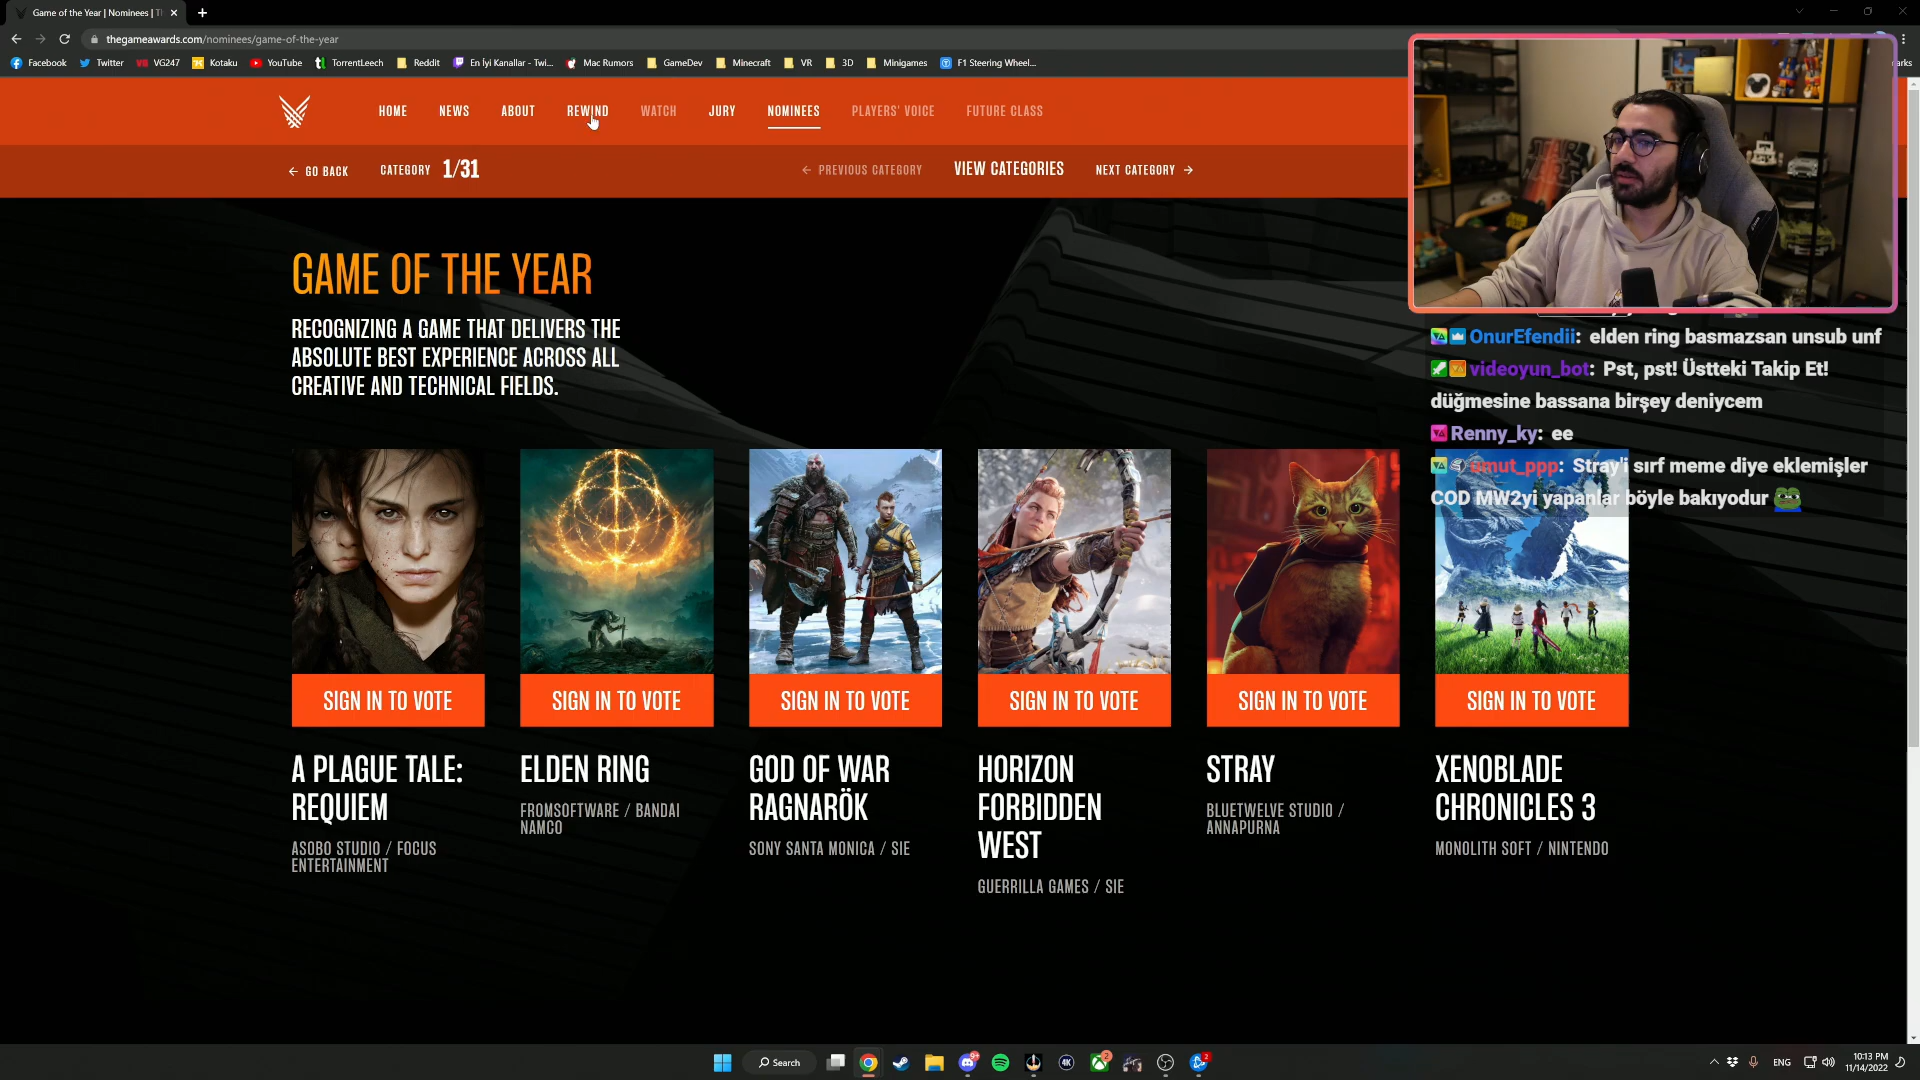 Game of the Year | Nominees | Th
thegameawards.com/nominees/game-of-the-year
Facebook Twitter VG247 Kotaku YouTube TorrentLeech Reddit En İyi Kanallar - Twi... Mac Rumors GameDev Minecraft VR 3D Minigames F1 Steering Wheel...
HOME NEWS ABOUT REWIND WATCH JURY NOMINEES PLAYERS' VOICE FUTURE CLASS
← GO BACK CATEGORY 1/31 ← PREVIOUS CATEGORY VIEW CATEGORIES NEXT CATEGORY →
GAME OF THE YEAR
RECOGNIZING A GAME THAT DELIVERS THE
ABSOLUTE BEST EXPERIENCE ACROSS ALL
CREATIVE AND TECHNICAL FIELDS.
OnurEfendii: elden ring basmazsan unsub unf
videoyun_bot: Pst, pst! Üstteki Takip Et!
düğmesine bassana birşey deniycem
Renny_ky: ee
umut_ppp: Stray'i sırf meme diye eklemişler
COD MW2yi yapanlar böyle bakıyodur
SIGN IN TO VOTE SIGN IN TO VOTE SIGN IN TO VOTE SIGN IN TO VOTE SIGN IN TO VOTE SIGN IN TO VOTE
A PLAGUE TALE:
REQUIEM
ASOBO STUDIO / FOCUS
ENTERTAINMENT
ELDEN RING
FROMSOFTWARE / BANDAI
NAMCO
GOD OF WAR
RAGNARÖK
SONY SANTA MONICA / SIE
HORIZON
FORBIDDEN
WEST
GUERRILLA GAMES / SIE
STRAY
BLUETWELVE STUDIO /
ANNAPURNA
XENOBLADE
CHRONICLES 3
MONOLITH SOFT / NINTENDO
Search
ENG
10:13 PM
11/14/2022